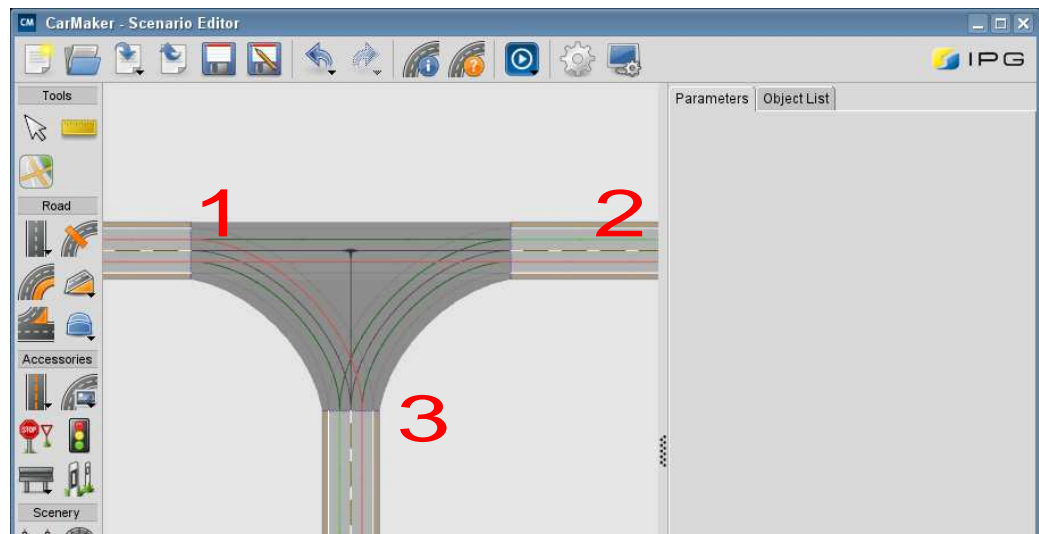 CM CarMaker - Scenario Editor
IPG
Tools
Parameters Object List
Road
1
2
Accessories
3
STOP
Scenery